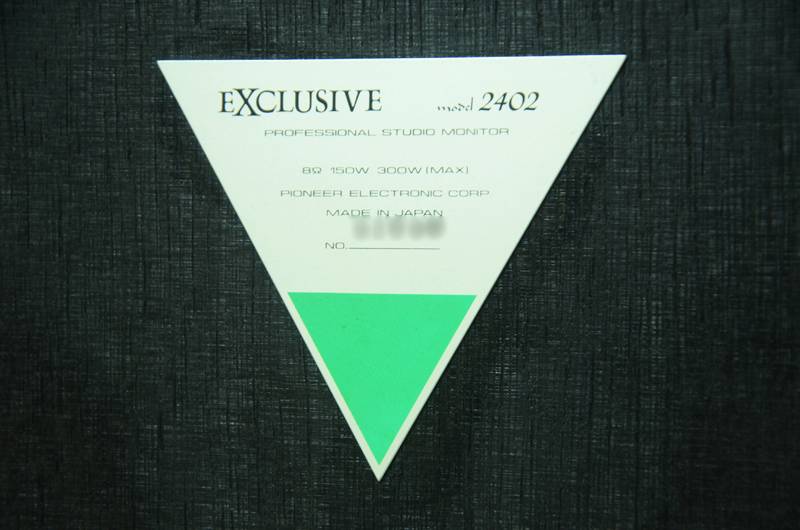 EXCLUSIVE model 2402
PROFESSIONAL STUDIO MONITOR
8Ω 150W 300W (MAX)
PIONEER ELECTRONIC CORP.
MADE IN JAPAN
NO.